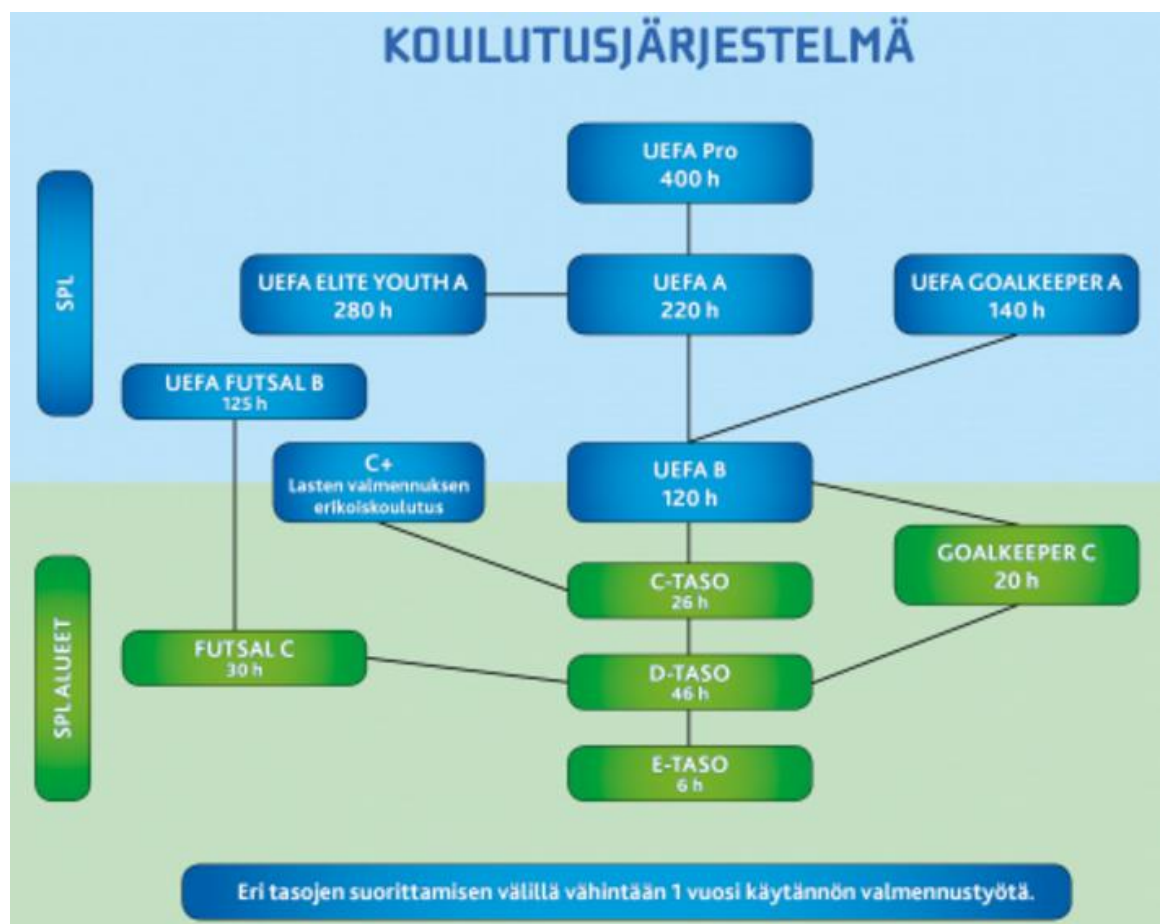 KOULUTUSJÄRJESTELMÄ
UEFA Pro
400 h
SPL
UEFA ELITE YOUTH A
280 h
UEFA A
220 h
UEFA GOALKEEPER A
140 h
UEFA FUTSAL B
125 h
C+
Lasten valmennuksen
erikoiskoulutus
UEFA B
120 h
SPL ALUEET
GOALKEEPER C
20 h
C-TASO
26 h
FUTSAL C
30 h
D-TASO
46 h
E-TASO
6 h
Eri tasojen suorittamisen välillä vähintään 1 vuosi käytännön valmennustyötä.